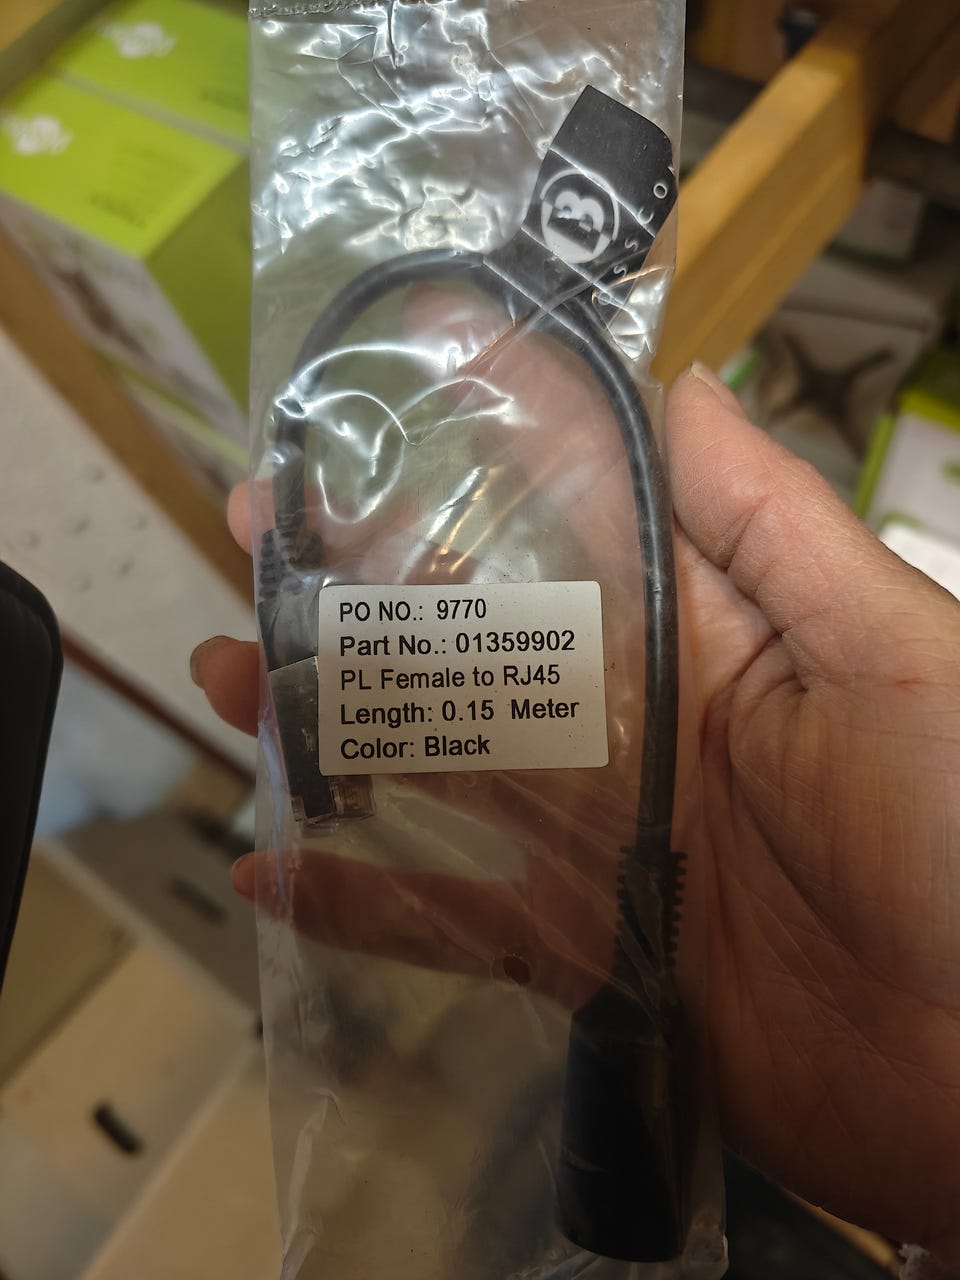 B
PO NO.: 9770
Part No.: 01359902
PL Female to RJ45
Length: 0.15 Meter
Color: Black